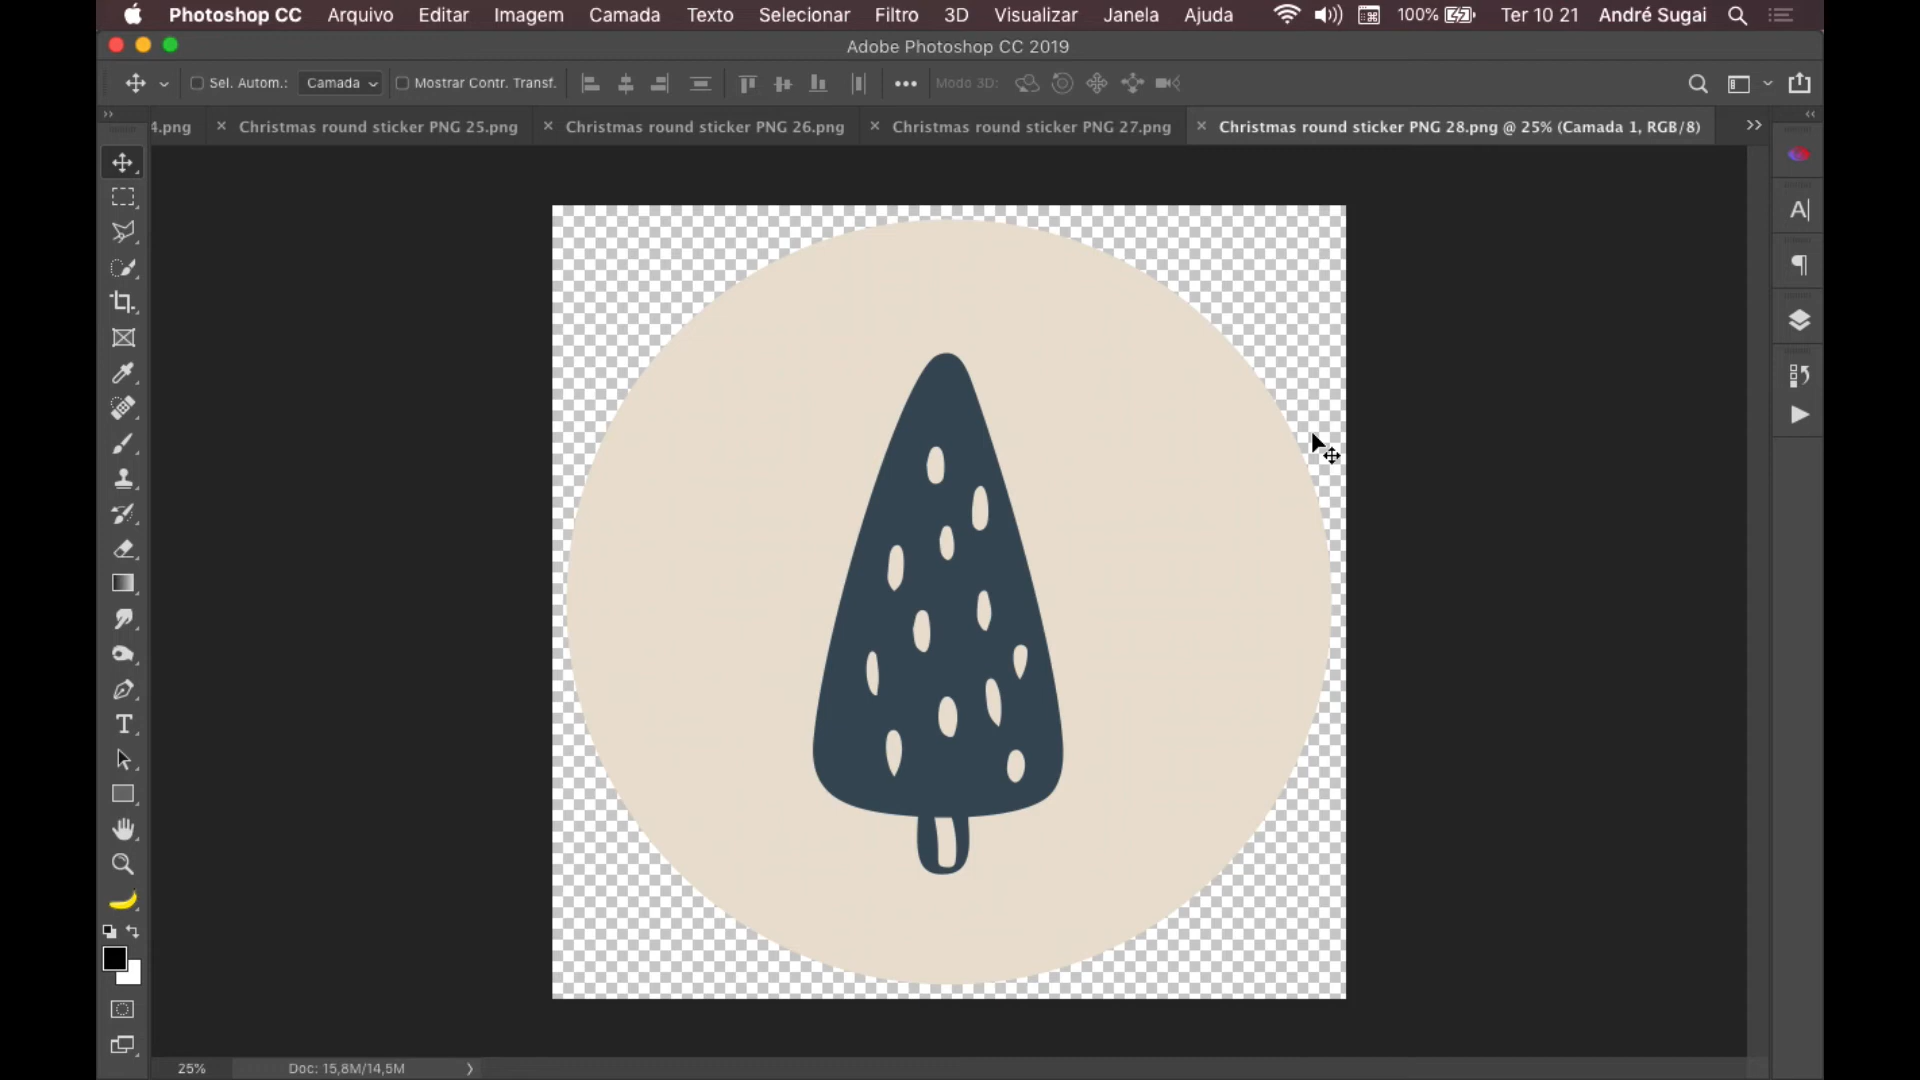 Photoshop CC Arquivo Editar Imagem Camada Texto Selecionar Filtro 3D Visualizar Janela Ajuda 100% Ter 10 21 André Sugai
Adobe Photoshop CC 2019
Sel. Autom.: Camada Mostrar Contr. Transf. Modo 3D:
4.png Christmas round sticker PNG 25.png Christmas round sticker PNG 26.png Christmas round sticker PNG 27.png Christmas round sticker PNG 28.png @ 25% (Camada 1, RGB/8)
25% Doc: 15,8M/14,5M